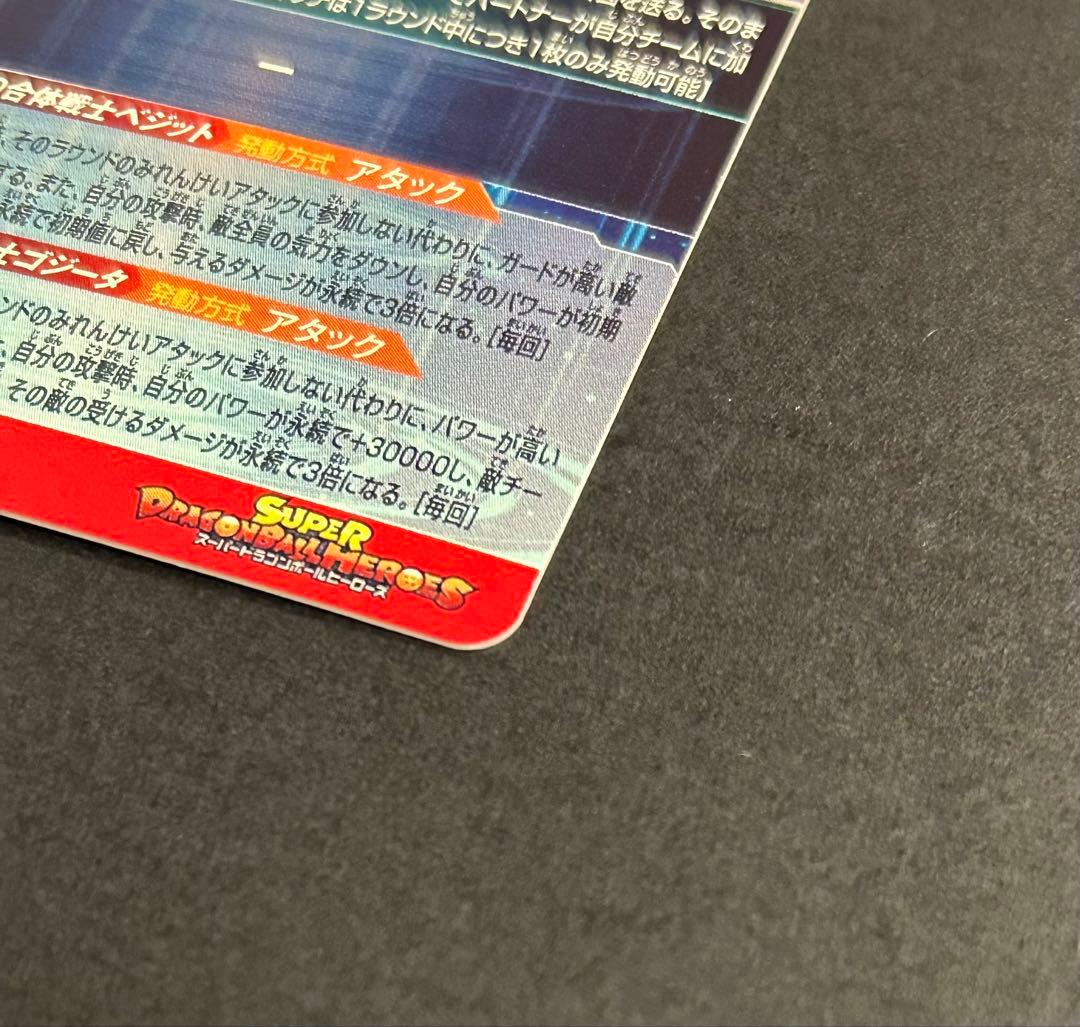 を送る。そのま
パートナーが自分チームに加
は1ラウンド中につき1枚のみ発動可能】
ー
合体戦士ベジット 発動方式 アタック
、そのラウンドのみれんけいアタックに参加しない代わりに、ガードが高い敵
する。また、自分の攻撃時、敵全員の気力をダウンし、自分のパワーが初期
永続で初期値に戻し、与えるダメージが永続で3倍になる。[毎回]
士ゴジータ 発動方式 アタック
ンドのみれんけいアタックに参加しない代わりに、パワーが高い
、自分の攻撃時、自分のパワーが永続で+30000し、敵チー
その敵の受けるダメージが永続で3倍になる。[毎回]
SUPER
DRAGONBALL HEROES
スーパードラゴンボールヒーローズ